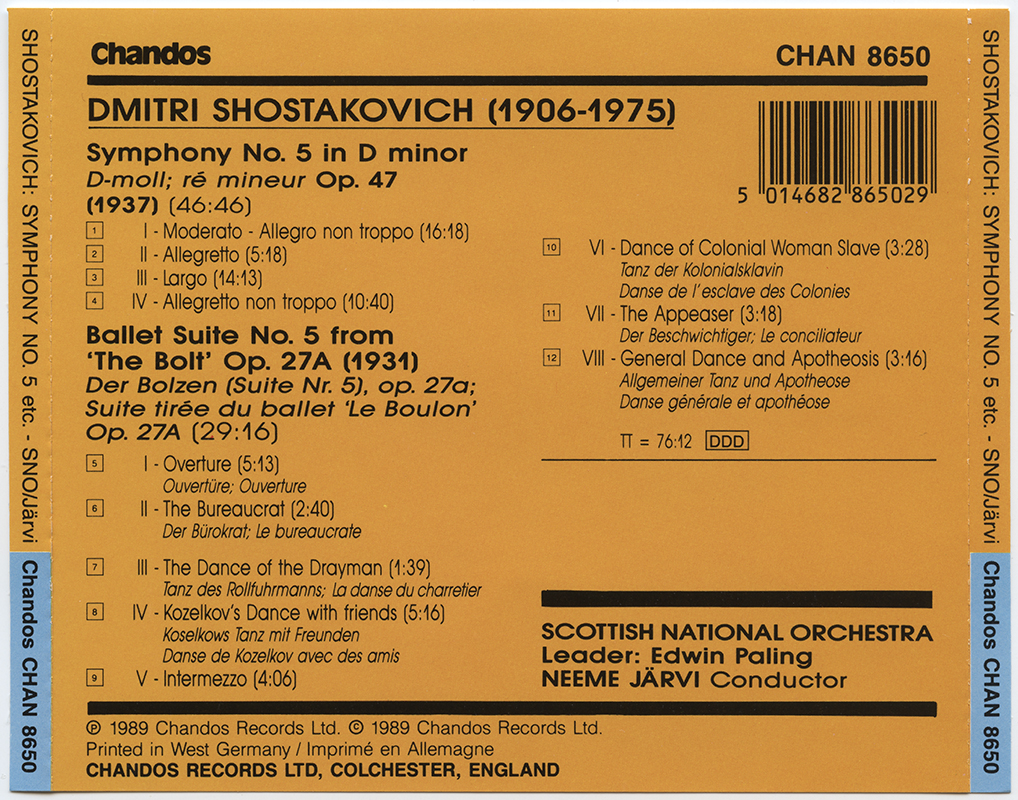 SHOSTAKOVICH: SYMPHONY NO. 5 etc. - SNO/Järvi Chandos CHAN 8650
Chandos
CHAN 8650
DMITRI SHOSTAKOVICH (1906-1975)
Symphony No. 5 in D minor
D-moll; ré mineur Op. 47
(1937) (46:46)
1 I - Moderato - Allegro non troppo (16:18)
2 II - Allegretto (5:18)
3 III - Largo (14:13)
4 IV - Allegretto non troppo (10:40)
Ballet Suite No. 5 from
‘The Bolt’ Op. 27A (1931)
Der Bolzen (Suite Nr. 5), op. 27a;
Suite tirée du ballet ‘Le Boulon’
Op. 27A (29:16)
5 I - Overture (5:13)
Ouvertüre; Ouverture
6 II - The Bureaucrat (2:40)
Der Bürokrat; Le bureaucrate
7 III - The Dance of the Drayman (1:39)
Tanz des Rollfuhrmanns; La danse du charretier
8 IV - Kozelkov’s Dance with friends (5:16)
Koselkows Tanz mit Freunden
Danse de Kozelkov avec des amis
9 V - Intermezzo (4:06)
5 014682 865029
10 VI - Dance of Colonial Woman Slave (3:28)
Tanz der Kolonialsklavin
Danse de l’esclave des Colonies
11 VII - The Appeaser (3:18)
Der Beschwichtiger; Le conciliateur
12 VIII - General Dance and Apotheosis (3:16)
Allgemeiner Tanz und Apotheose
Danse générale et apothéose
TT = 76:12 DDD
SCOTTISH NATIONAL ORCHESTRA
Leader: Edwin Paling
NEEME JÄRVI Conductor
℗ 1989 Chandos Records Ltd. © 1989 Chandos Records Ltd.
Printed in West Germany / Imprimé en Allemagne
CHANDOS RECORDS LTD, COLCHESTER, ENGLAND
SHOSTAKOVICH: SYMPHONY NO. 5 etc. - SNO/Järvi Chandos CHAN 8650